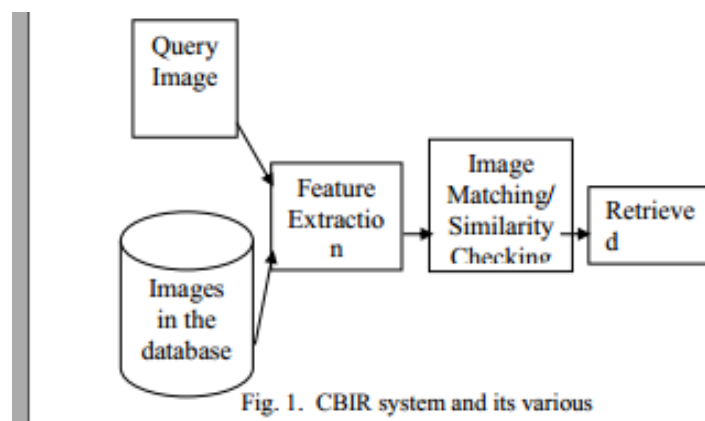 Query
Image
Feature
Extractio
n
Image
Matching/
Similarity
Checking
Retrieve
d
Images
in the
database
Fig. 1. CBIR system and its various